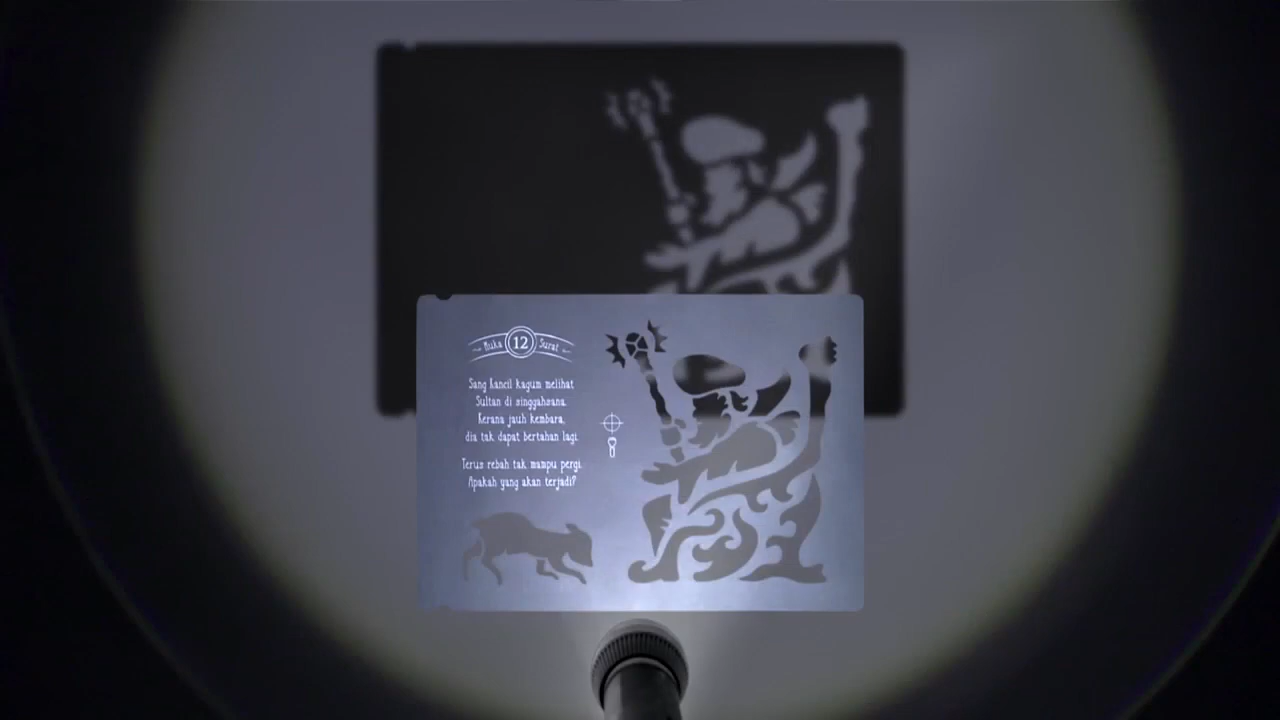 Muka 12 Surat
Sang Kancil kagum melihat
Sultan di singgahsana.
Kerana jauh kembara,
dia tak dapat bertahan lagi.
Terus rebah tak mampu pergi.
Apakah yang akan terjadi?